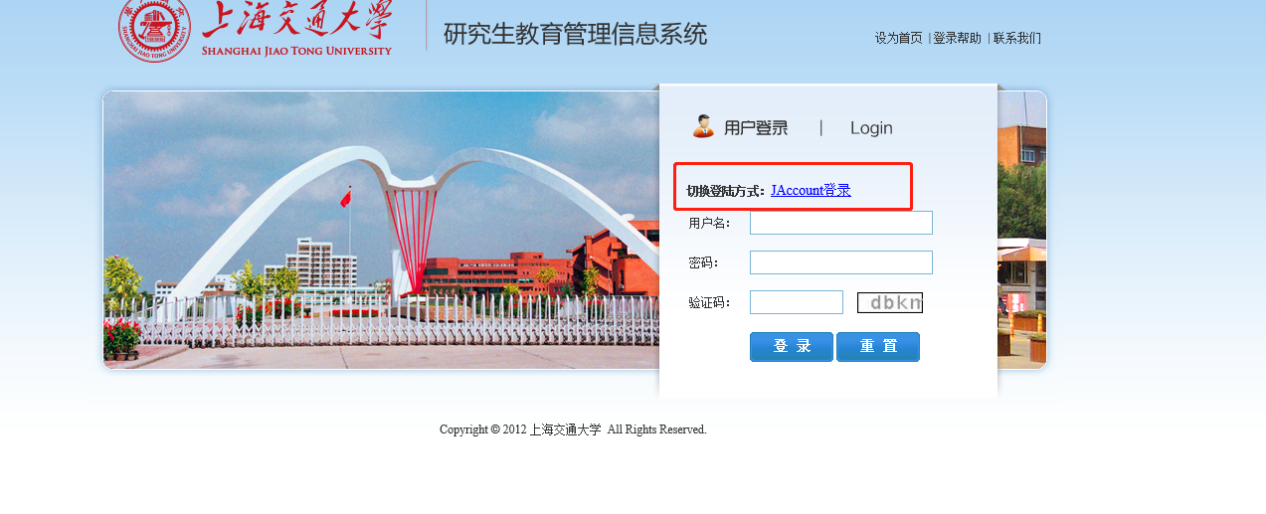 上海交通大學
SHANGHAI JIAO TONG UNIVERSITY
研究生教育管理信息系统
设为首页 | 登录帮助 | 联系我们
用户登录 | Login
切换登陆方式：JAccount登录
用户名：
密码：
验证码： dbkm
登 录 重 置
Copyright © 2012 上海交通大学 All Rights Reserved.